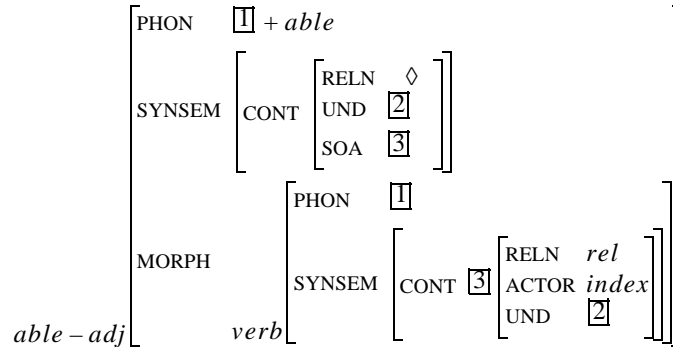 PHON 1 + able
RELN ◊
SYNSEM CONT UND 2
SOA 3
PHON 1
MORPH RELN rel
SYNSEM CONT 3 ACTOR index
UND 2
able – adj verb